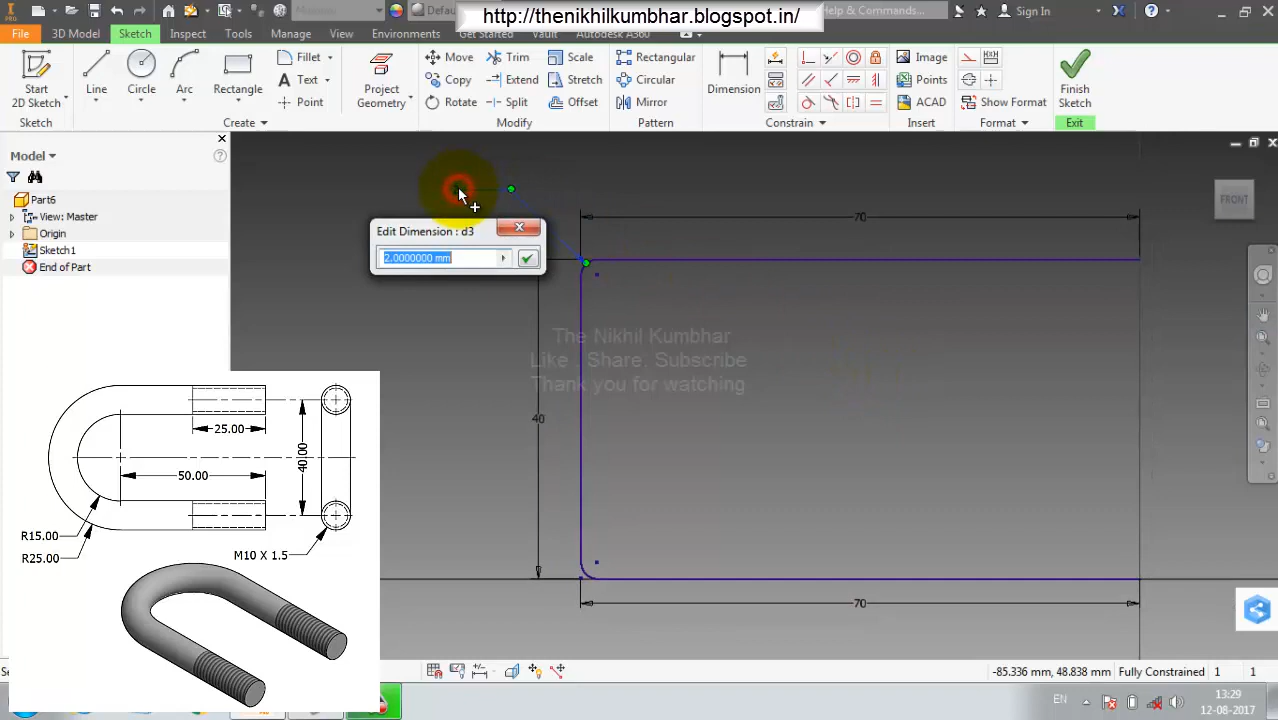 http://thenikhilkumbhar.blogspot.in/
Help & Commands...
Sign In
File
3D Model
Sketch
Inspect
Tools
Manage
View
Environments
Get Started
Vault
Autodesk A360
Start
2D Sketch
Line
Circle
Arc
Rectangle
Fillet
Text
Point
Project
Geometry
Move
Copy
Rotate
Trim
Extend
Split
Scale
Stretch
Offset
Rectangular
Circular
Mirror
Dimension
Image
Points
ACAD
Show Format
Finish
Sketch
Sketch
Create
Modify
Pattern
Constrain
Insert
Format
Exit
Model
Part6
View: Master
Origin
Sketch1
End of Part
Edit Dimension : d3
2.0000000 mm
70
FRONT
The Nikhil Kumbhar
Like . Share. Subscribe
Thank you for watching
40
70
25.00
40.00
50.00
R15.00
R25.00
M10 X 1.5
-85.336 mm, 48.838 mm
Fully Constrained
1
1
EN
13:29
12-08-2017